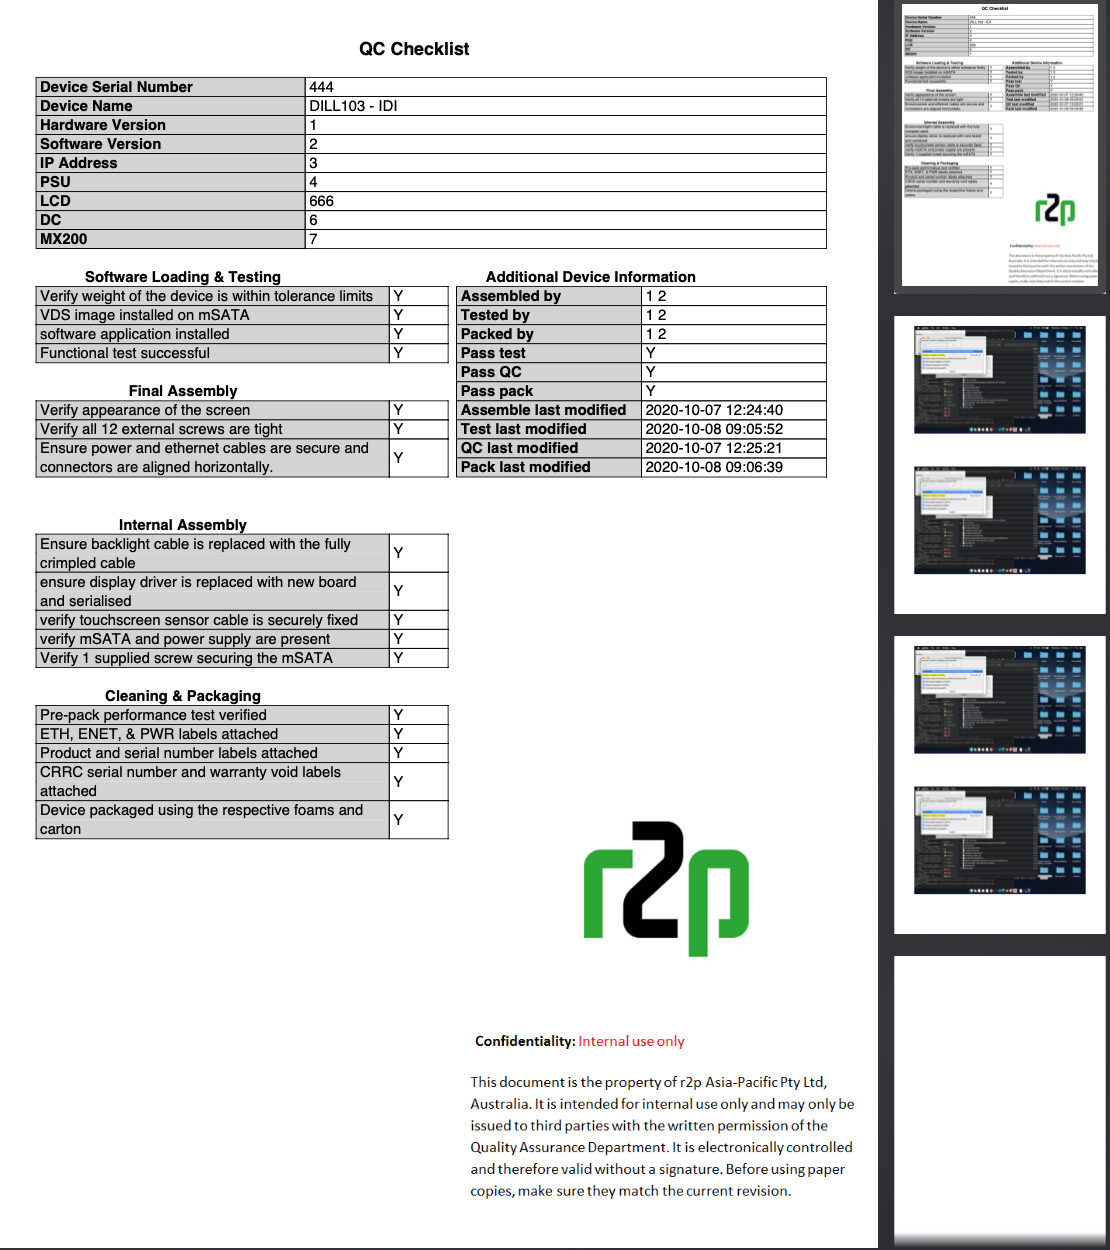 QC Checklist
Device Serial Number 444
Device Name DILL103 - IDI
Hardware Version 1
Software Version 2
IP Address 3
PSU 4
LCD 666
DC 6
MX200 7
Software Loading & Testing
Verify weight of the device is within tolerance limits Y
VDS image installed on mSATA Y
software application installed Y
Functional test successful Y
Final Assembly
Verify appearance of the screen Y
Verify all 12 external screws are tight Y
Ensure power and ethernet cables are secure and
connectors are aligned horizontally. Y
Additional Device Information
Assembled by 1 2
Tested by 1 2
Packed by 1 2
Pass test Y
Pass QC Y
Pass pack Y
Assemble last modified 2020-10-07 12:24:40
Test last modified 2020-10-08 09:05:52
QC last modified 2020-10-07 12:25:21
Pack last modified 2020-10-08 09:06:39
Internal Assembly
Ensure backlight cable is replaced with the fully
crimpled cable Y
ensure display driver is replaced with new board
and serialised Y
verify touchscreen sensor cable is securely fixed Y
verify mSATA and power supply are present Y
Verify 1 supplied screw securing the mSATA Y
Cleaning & Packaging
Pre-pack performance test verified Y
ETH, ENET, & PWR labels attached Y
Product and serial number labels attached Y
CRRC serial number and warranty void labels
attached Y
Device packaged using the respective foams and
carton Y
r2p
Confidentiality: Internal use only
This document is the property of r2p Asia-Pacific Pty Ltd,
Australia. It is intended for internal use only and may only be
issued to third parties with the written permission of the
Quality Assurance Department. It is electronically controlled
and therefore valid without a signature. Before using paper
copies, make sure they match the current revision.